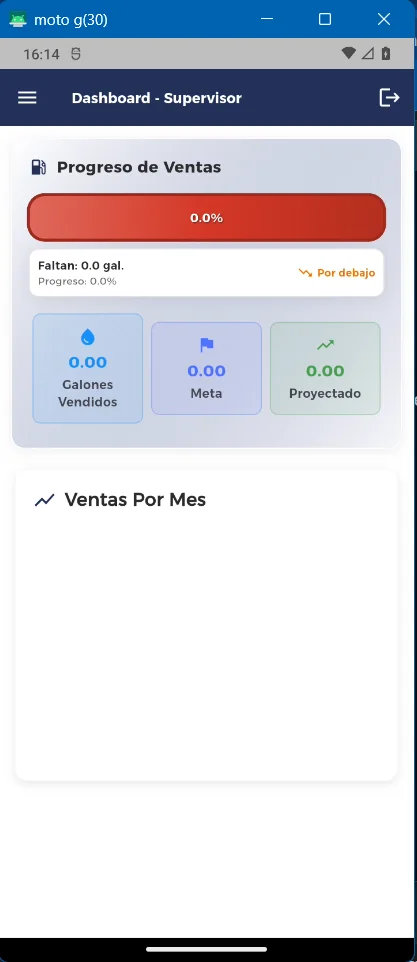 moto g(30)
16:14
Dashboard - Supervisor
Progreso de Ventas
0.0%
Faltan: 0.0 gal.
Progreso: 0.0%
Por debajo
0.00
Galones
Vendidos
0.00
Meta
0.00
Proyectado
Ventas Por Mes